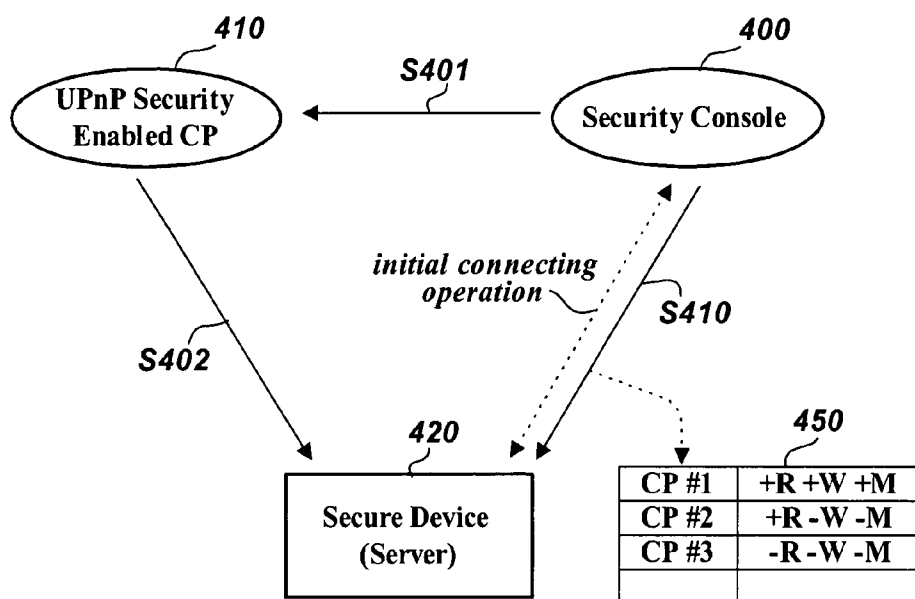 410
400
S401
UPnP Security
Enabled CP
Security Console
initial connecting
operation
S410
S402
420
450
Secure Device
(Server)
CP #1 +R +W +M
CP #2 +R -W -M
CP #3 -R -W -M